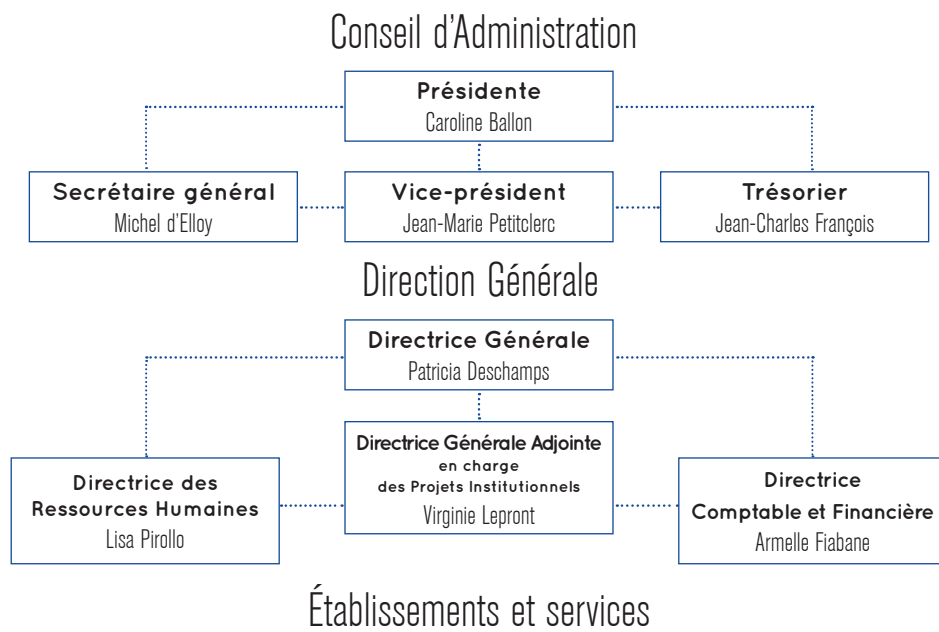 Conseil d'Administration
Présidente
Caroline Ballon
Secrétaire général
Michel d'Elloy
Vice-président
Jean-Marie Petitclerc
Trésorier
Jean-Charles François
Direction Générale
Directrice Générale
Patricia Deschamps
Directrice des
Ressources Humaines
Lisa Pirollo
Directrice Générale Adjointe
en charge
des Projets Institutionnels
Virginie Lepront
Directrice
Comptable et Financière
Armelle Fiabane
Établissements et services